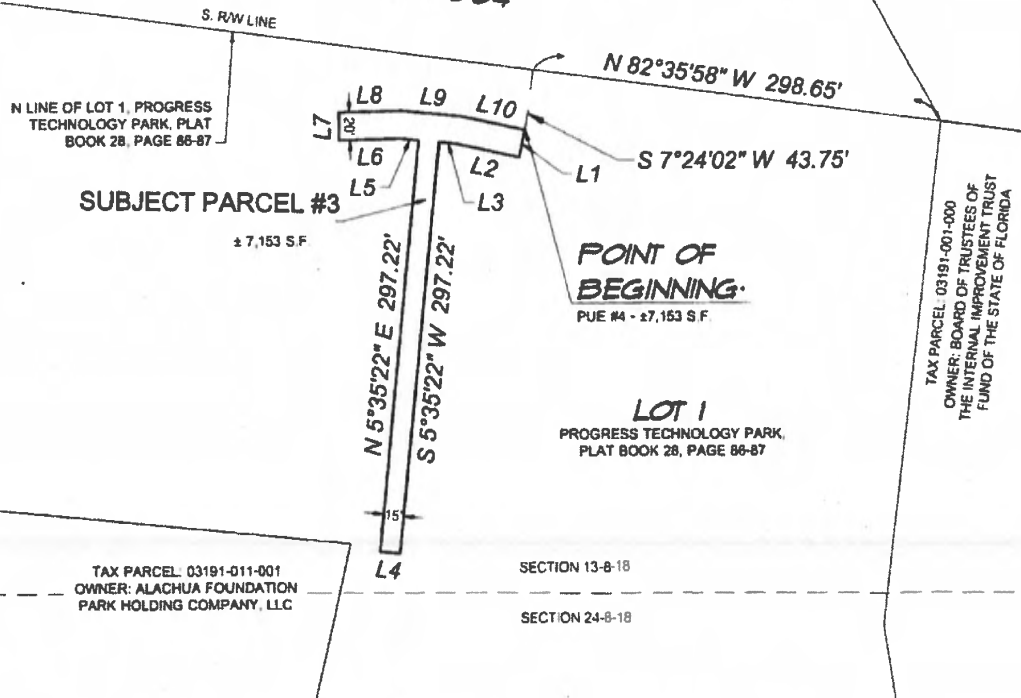 S. R/W LINE
N 82°35'58" W 298.65'
N LINE OF LOT 1, PROGRESS
TECHNOLOGY PARK, PLAT
BOOK 28, PAGE 86-87
L8
L9
L10
L7
20'
L6
L5
L2
L3
L1
S 7°24'02" W 43.75'
SUBJECT PARCEL #3
± 7,153 S.F.
N 5°35'22" E 297.22'
S 5°35'22" W 297.22'
POINT OF
BEGINNING.
PUE #4 - ±7,153 S.F.
TAX PARCEL: 03191-001-000
OWNER: BOARD OF TRUSTEES OF
THE INTERNAL IMPROVEMENT TRUST
FUND OF THE STATE OF FLORIDA
LOT 1
PROGRESS TECHNOLOGY PARK,
PLAT BOOK 28, PAGE 86-87
15'
L4
TAX PARCEL: 03191-011-001
OWNER: ALACHUA FOUNDATION
PARK HOLDING COMPANY, LLC
SECTION 13-8-18
SECTION 24-8-18